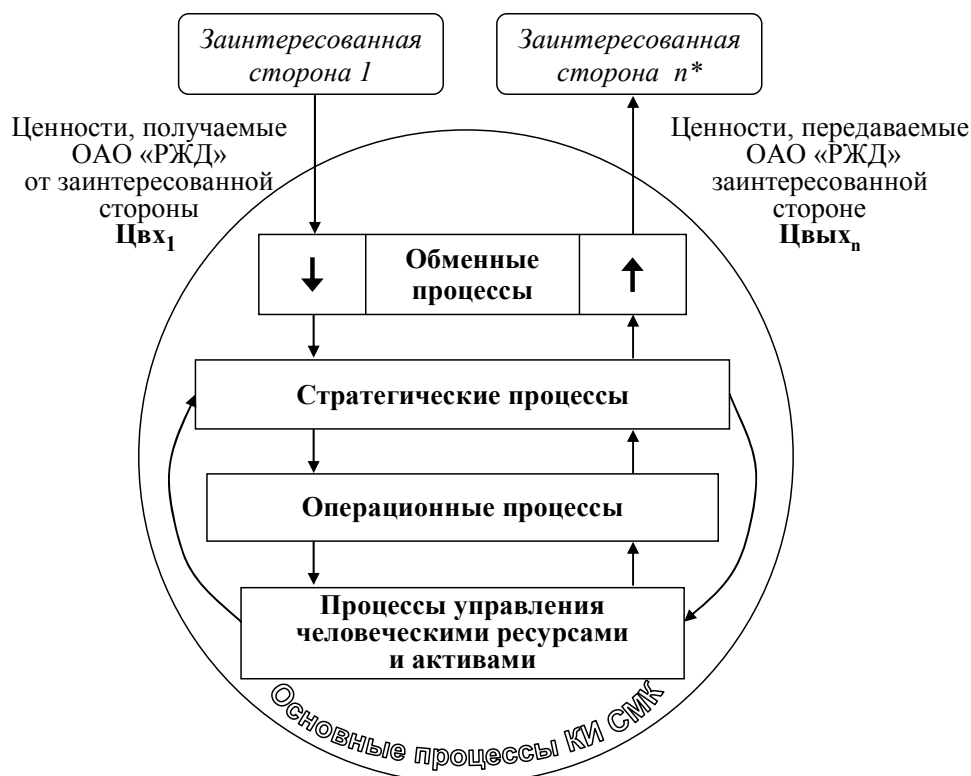 Заинтересованная
сторона 1
Заинтересованная
сторона n*
Ценности, получаемые
ОАО «РЖД»
от заинтересованной
стороны
Цвх1
Ценности, передаваемые
ОАО «РЖД»
заинтересованной
стороне
Цвыхn
Обменные
процессы
Стратегические процессы
Операционные процессы
Процессы управления
человеческими ресурсами
и активами
Основные процессы КИ СМК